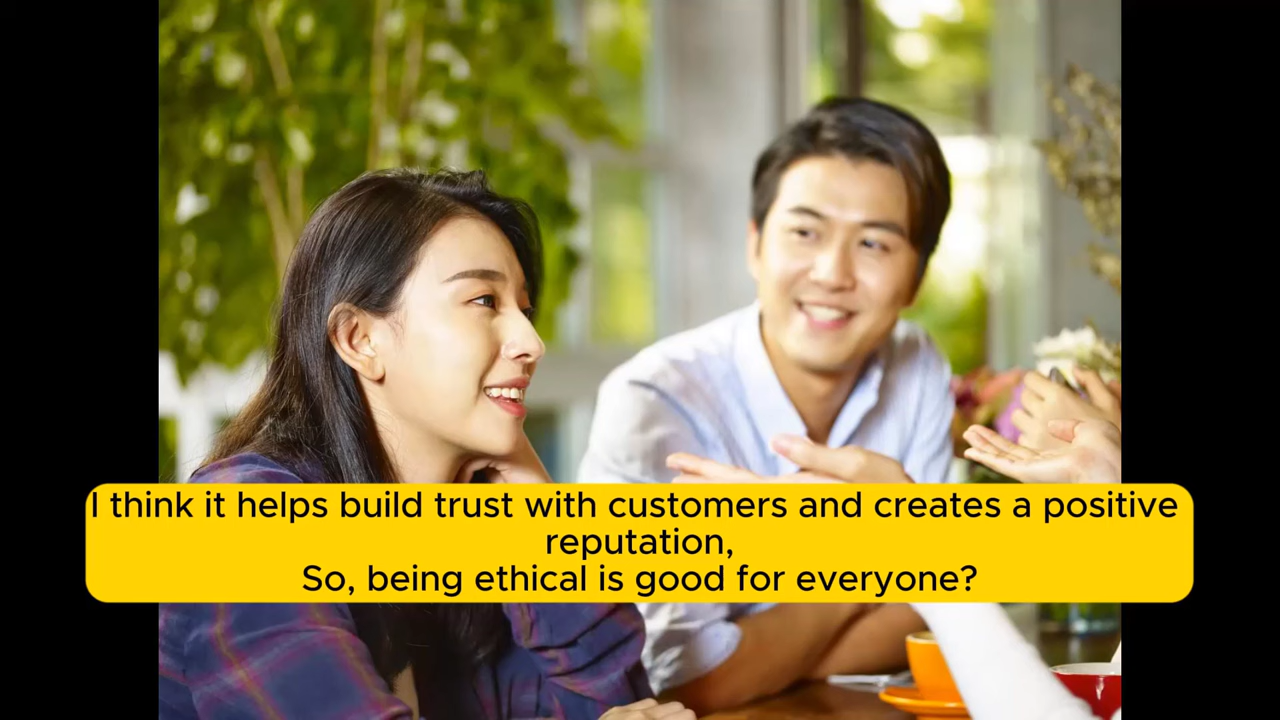 I think it helps build trust with customers and creates a positive
reputation,
So, being ethical is good for everyone?